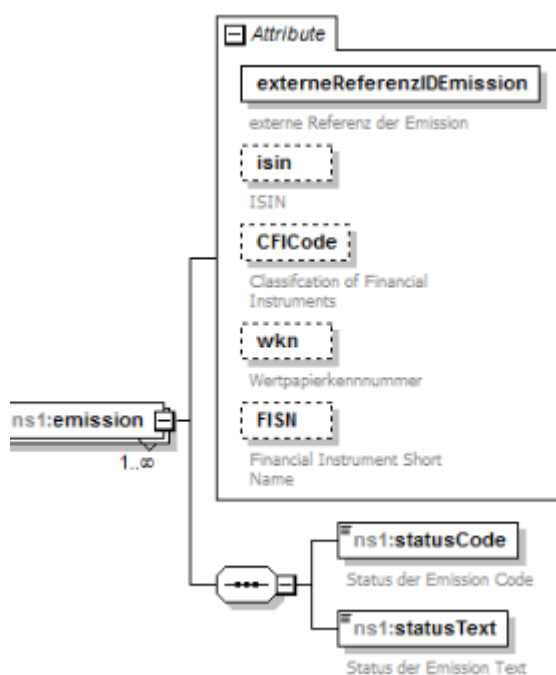 Attribute
externeReferenzIDEmission
externe Referenz der Emission
isin
ISIN
CFICode
Classifcation of Financial
Instruments
wkn
Wertpapierkennnummer
FISN
Financial Instrument Short
Name
ns1:emission
1..∞
ns1:statusCode
Status der Emission Code
ns1:statusText
Status der Emission Text